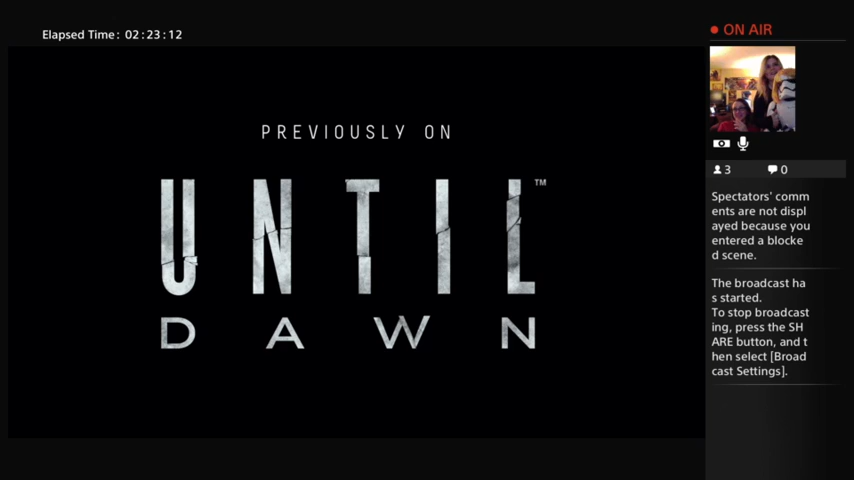 Elapsed Time: 02:23:12
ON AIR
PREVIOUSLY ON
UNTIL™
DAWN
3 0
Spectators' comm
ents are not displ
ayed because you
entered a blocke
d scene.
The broadcast ha
s started.
To stop broadcast
ing, press the SH
ARE button, and t
hen select [Broad
cast Settings].